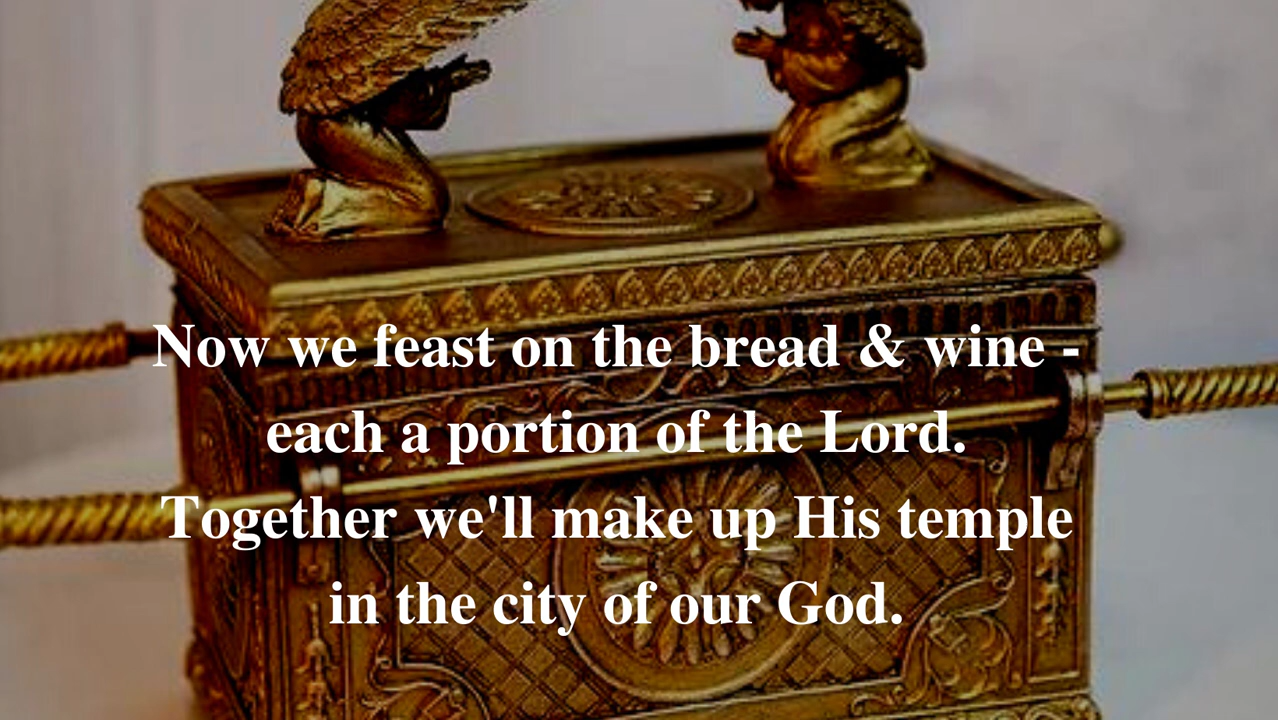 Now we feast on the bread & wine -
each a portion of the Lord.
Together we'll make up His temple
in the city of our God.